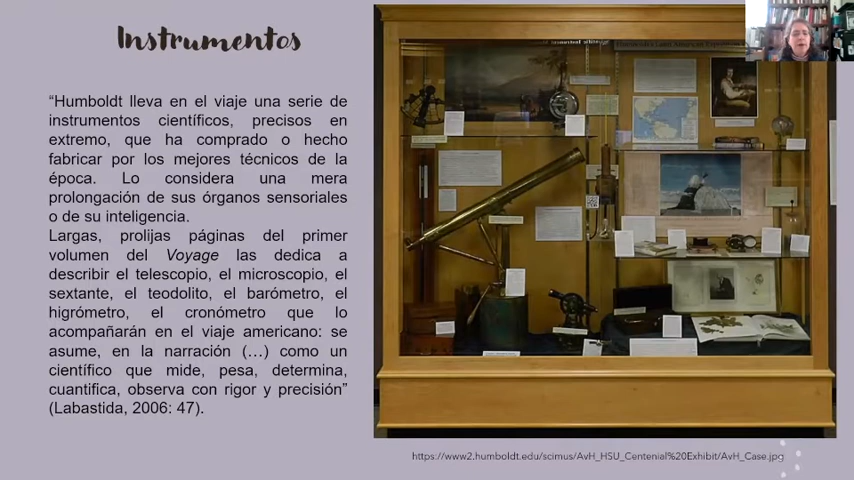 Instrumentos
“Humboldt lleva en el viaje una serie de
instrumentos científicos, precisos en
extremo, que ha comprado o hecho
fabricar por los mejores técnicos de la
época. Lo considera una mera
prolongación de sus órganos sensoriales
o de su inteligencia.
Largas, prolijas páginas del primer
volumen del Voyage las dedica a
describir el telescopio, el microscopio, el
sextante, el teodolito, el barómetro, el
higrómetro, el cronómetro que lo
acompañarán en el viaje americano: se
asume, en la narración (…) como un
científico que mide, pesa, determina,
cuantifica, observa con rigor y precisión”
(Labastida, 2006: 47).
https://www2.humboldt.edu/scimus/AvH_HSU_Centenial%20Exhibit/AvH_Case.jpg